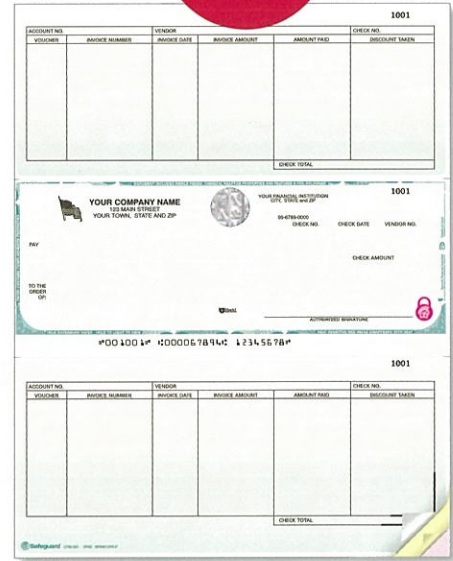 1001
ACCOUNT NO. VENDOR CHECK NO.
VOUCHER INVOICE NUMBER INVOICE DATE INVOICE AMOUNT AMOUNT PAID DISCOUNT TAKEN
CHECK TOTAL
1001
YOUR COMPANY NAME
123 MAIN STREET
YOUR TOWN, STATE AND ZIP
YOUR FINANCIAL INSTITUTION
CITY, STATE and ZIP
00-6789-0000
CHECK NO. CHECK DATE VENDOR NO.
PAY
CHECK AMOUNT
TO THE
ORDER
OF:
AUTHORIZED SIGNATURE
⑈001001⑈ ⑆000067894⑆ 12345678⑈
1001
ACCOUNT NO. VENDOR CHECK NO.
VOUCHER INVOICE NUMBER INVOICE DATE INVOICE AMOUNT AMOUNT PAID DISCOUNT TAKEN
CHECK TOTAL
Safeguard